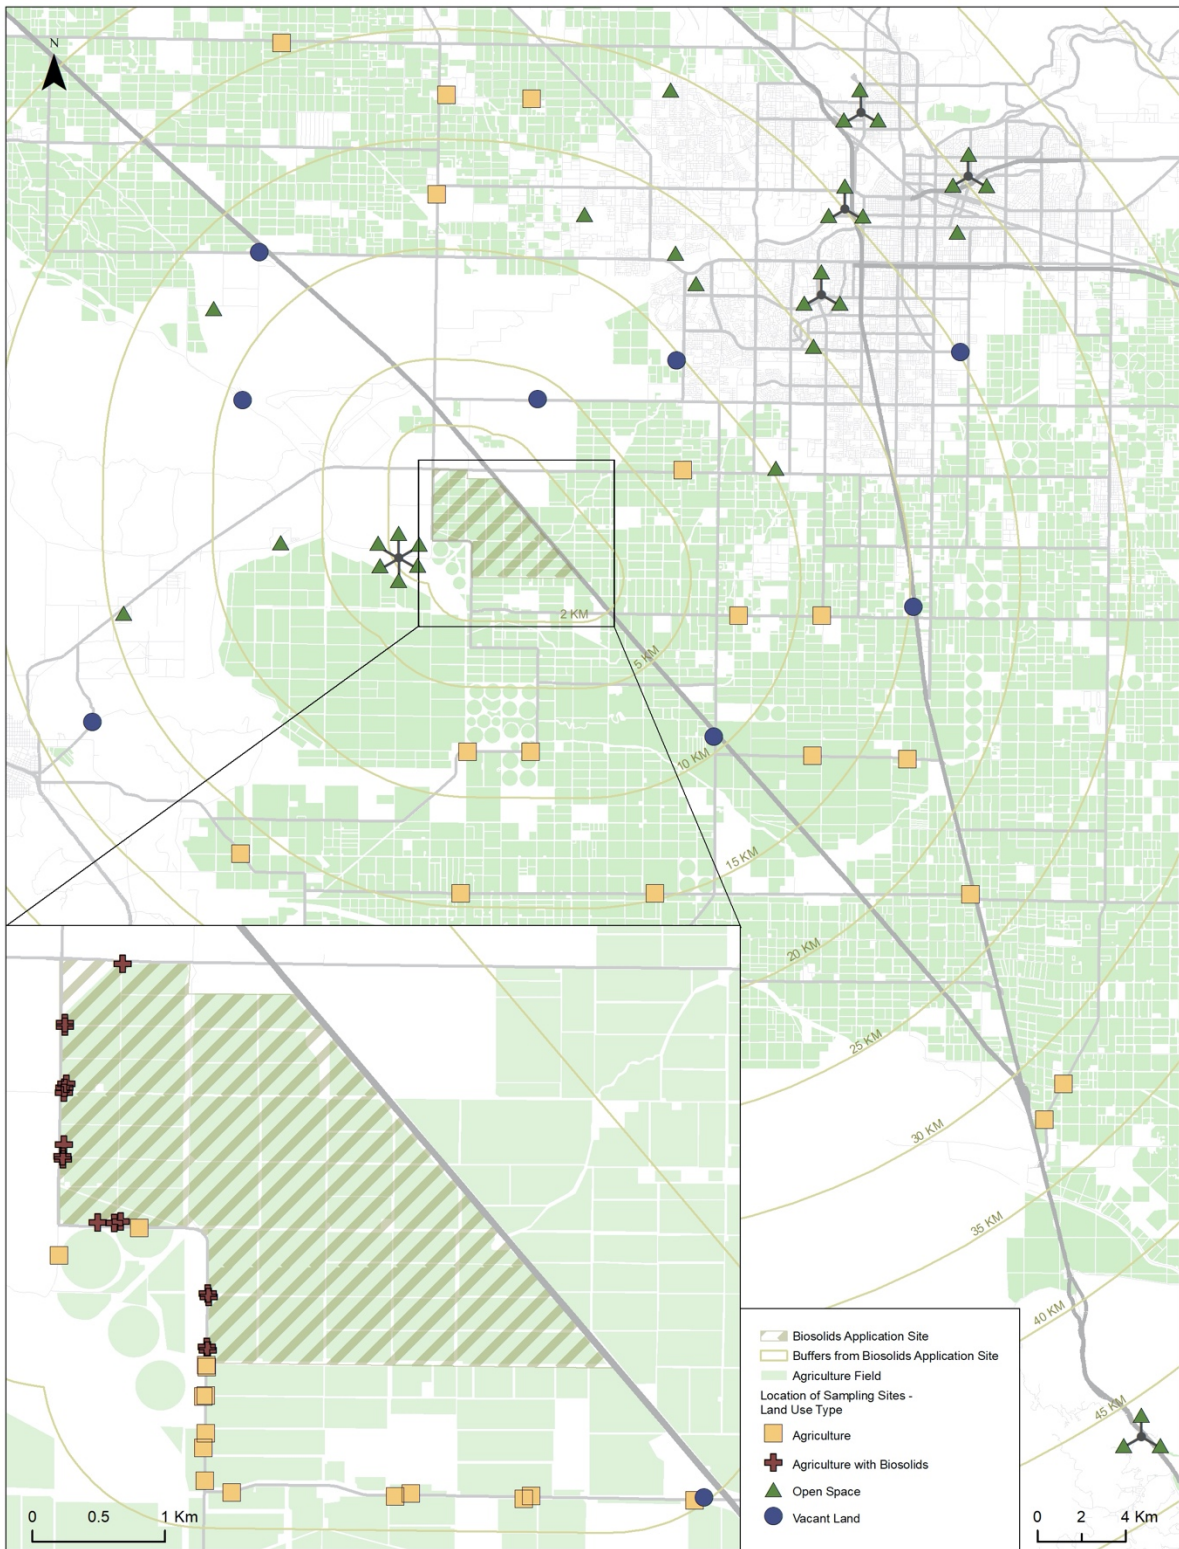 N
2 KM
5 KM
10 KM
15 KM
20 KM
25 KM
30 KM
35 KM
40 KM
45 KM
Biosolids Application Site
Buffers from Biosolids Application Site
Agriculture Field
Location of Sampling Sites -
Land Use Type
Agriculture
Agriculture with Biosolids
Open Space
Vacant Land
0 0.5 1 Km
0 2 4 Km